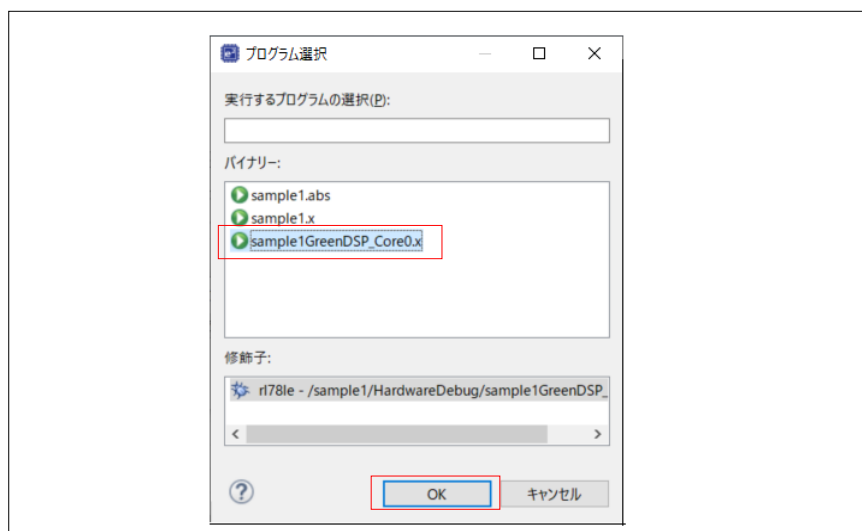 プログラム選択
実行するプログラムの選択(P):
バイナリー:
sample1.abs
sample1.x
sample1GreenDSP_Core0.x
修飾子:
rl78le - /sample1/HardwareDebug/sample1GreenDSP_
OK
キャンセル